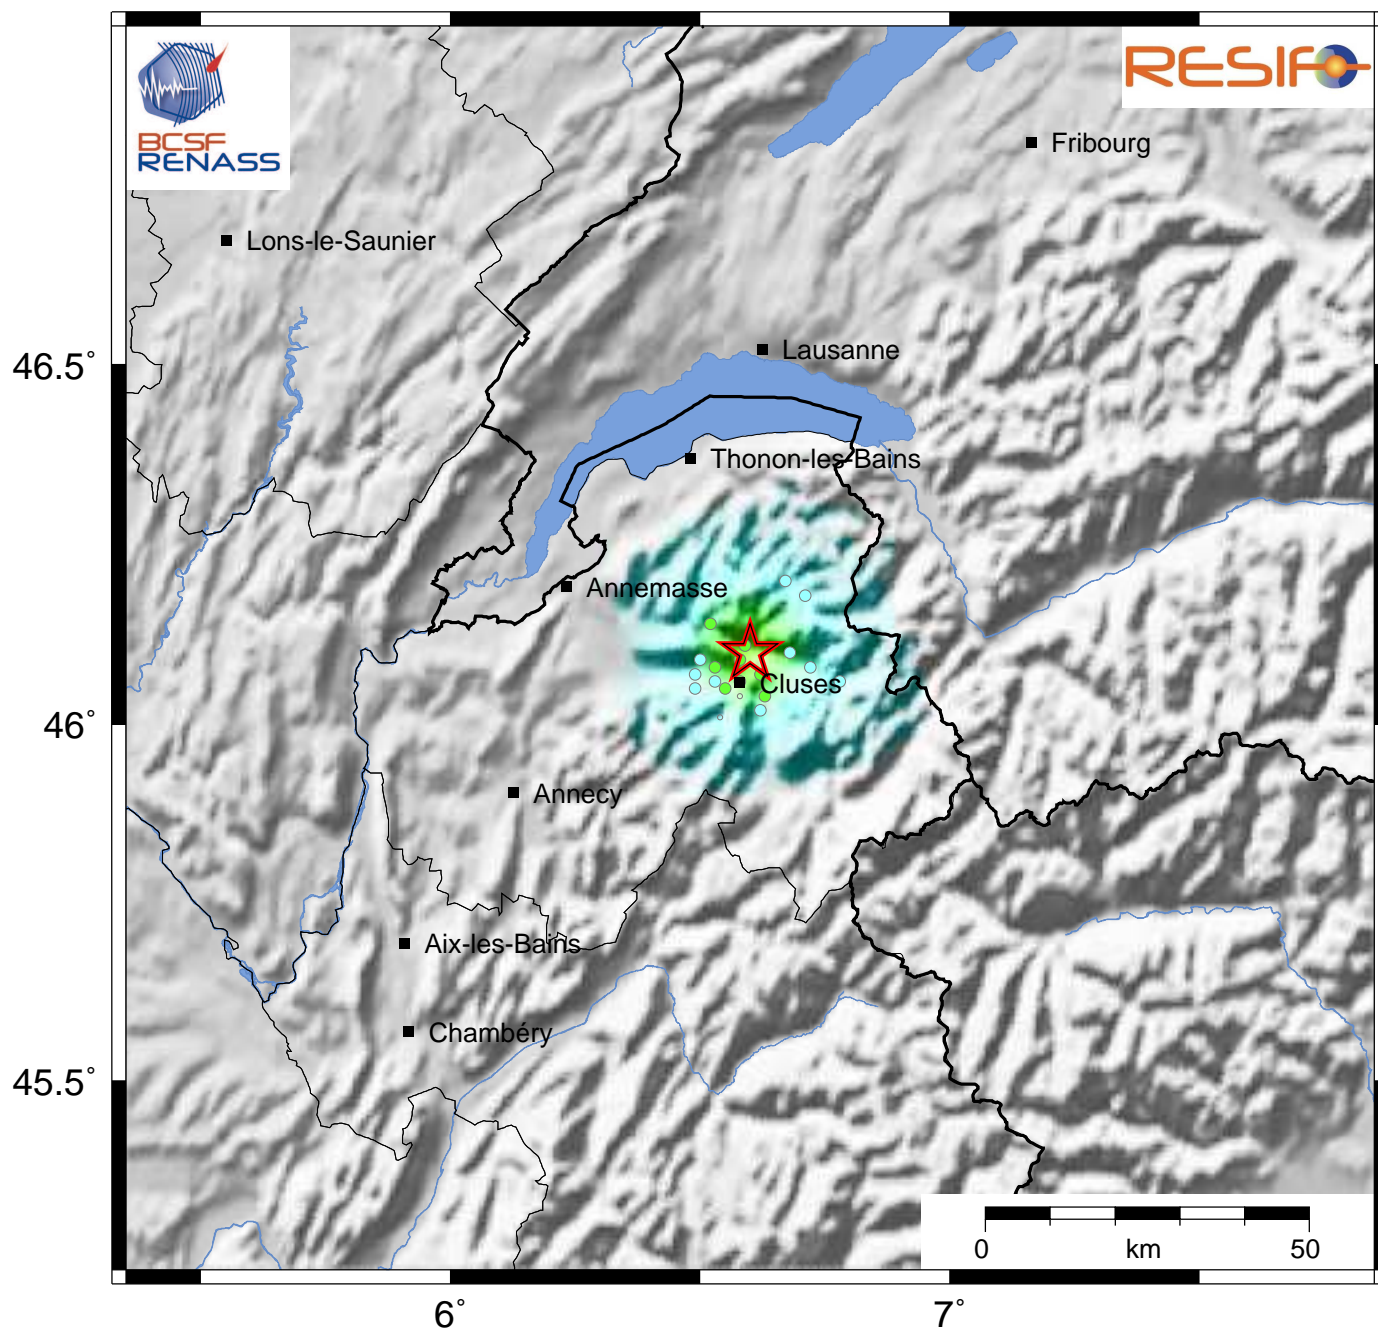 BCSF
RENASS
RESIF
Fribourg
Lons-le-Saunier
Lausanne
46.5°
Thonon-les-Bains
Annemasse
Cluses
46°
Annecy
Aix-les-Bains
Chambéry
45.5°
0 km 50
6° 7°